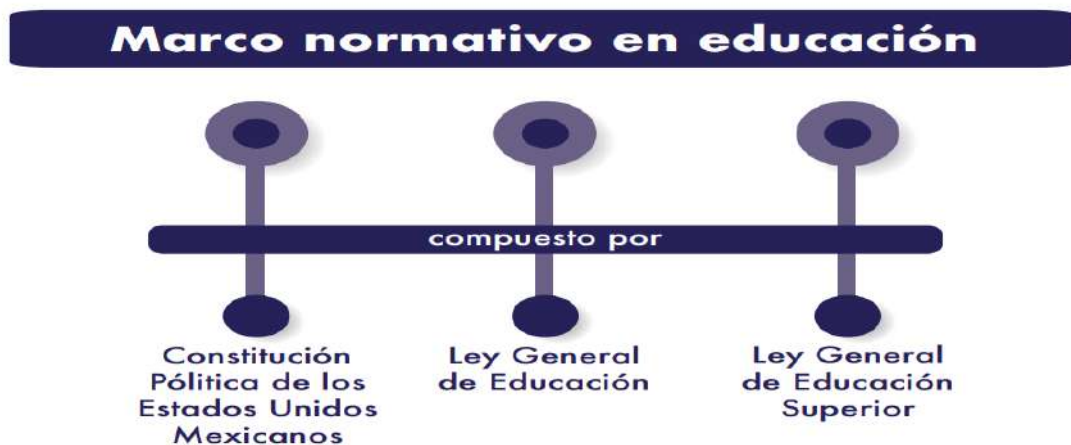 Marco normativo en educación
compuesto por
Constitución
Pólitica de los
Estados Unidos
Mexicanos
Ley General
de Educación
Ley General
de Educación
Superior